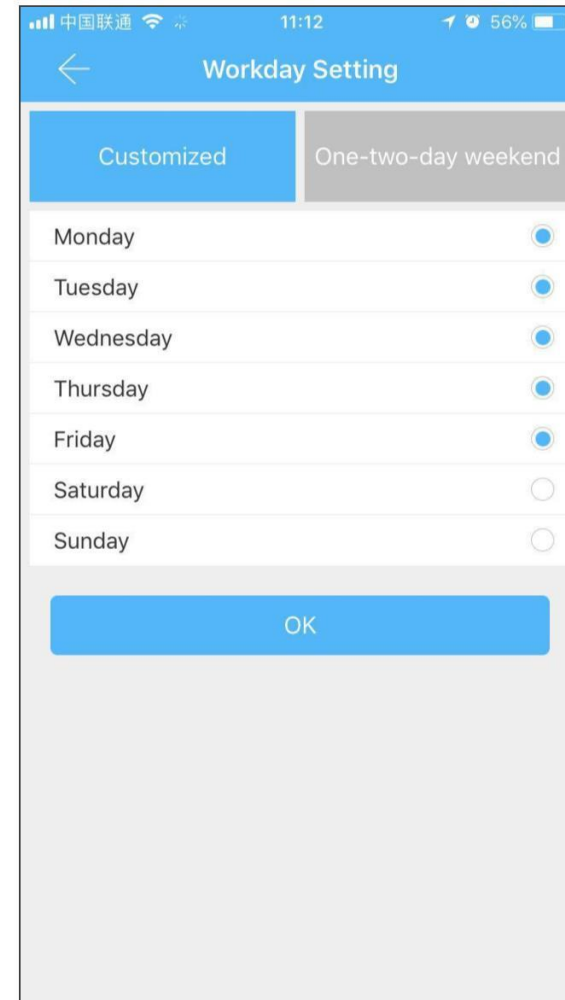 中国联通 11:12 56%
Workday Setting
Customized One-two-day weekend
Monday
Tuesday
Wednesday
Thursday
Friday
Saturday
Sunday
OK